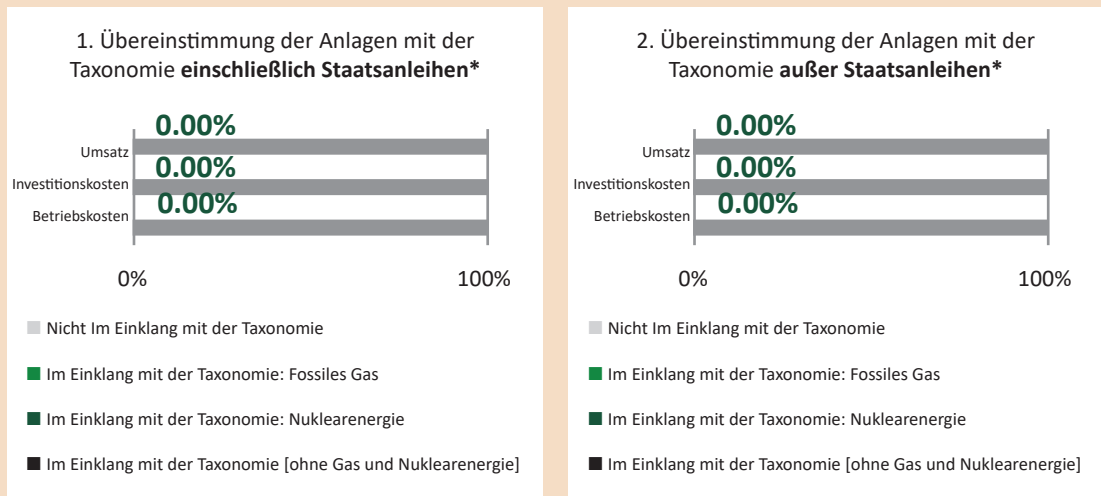 1. Übereinstimmung der Anlagen mit der
Taxonomie einschließlich Staatsanleihen*
0.00%
Umsatz
0.00%
Investitionskosten
0.00%
Betriebskosten
0%
100%
Nicht Im Einklang mit der Taxonomie
Im Einklang mit der Taxonomie: Fossiles Gas
Im Einklang mit der Taxonomie: Nuklearenergie
Im Einklang mit der Taxonomie [ohne Gas und Nuklearenergie]
2. Übereinstimmung der Anlagen mit der
Taxonomie außer Staatsanleihen*
0.00%
Umsatz
0.00%
Investitionskosten
0.00%
Betriebskosten
0%
100%
Nicht Im Einklang mit der Taxonomie
Im Einklang mit der Taxonomie: Fossiles Gas
Im Einklang mit der Taxonomie: Nuklearenergie
Im Einklang mit der Taxonomie [ohne Gas und Nuklearenergie]